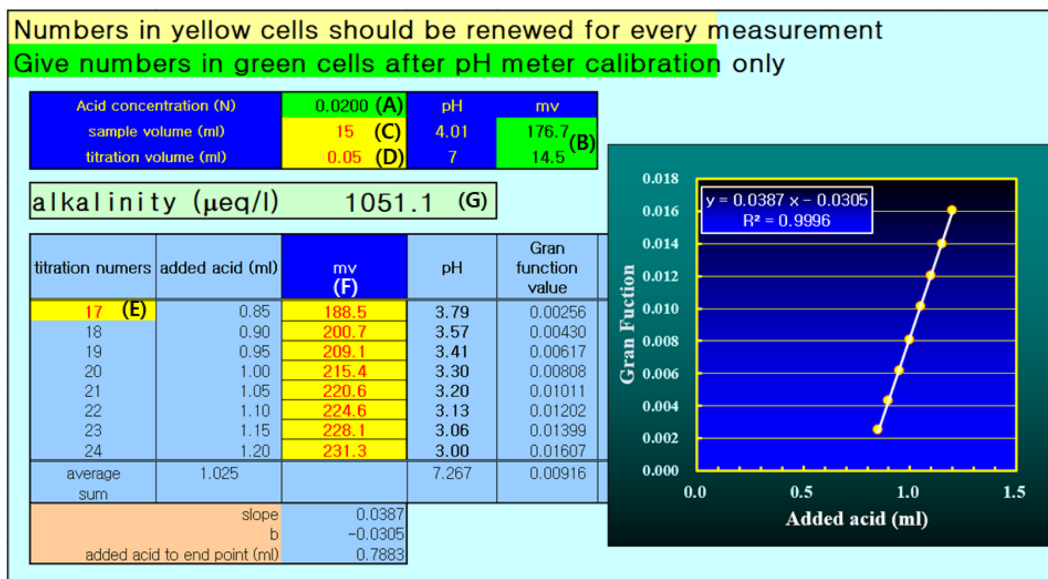 Numbers in yellow cells should be renewed for every measurement
Give numbers in green cells after pH meter calibration only
Acid concentration (N) 0.0200 (A) pH mv
sample volume (ml) 15 (C) 4.01 176.7 (B)
titration volume (ml) 0.05 (D) 7 14.5
alkalinity (μeq/l) 1051.1 (G)
titration numers added acid (ml) mv (F) pH Gran function value
17 (E) 0.85 188.5 3.79 0.00256
18 0.90 200.7 3.57 0.00430
19 0.95 209.1 3.41 0.00617
20 1.00 215.4 3.30 0.00808
21 1.05 220.6 3.20 0.01011
22 1.10 224.6 3.13 0.01202
23 1.15 228.1 3.06 0.01399
24 1.20 231.3 3.00 0.01607
average 1.025 7.267 0.00916
sum
slope 0.0387
b -0.0305
added acid to end point (ml) 0.7883
y = 0.0387 x - 0.0305
R² = 0.9996
Gran Fuction
0.018
0.016
0.014
0.012
0.010
0.008
0.006
0.004
0.002
0.000
0.0 0.5 1.0 1.5
Added acid (ml)